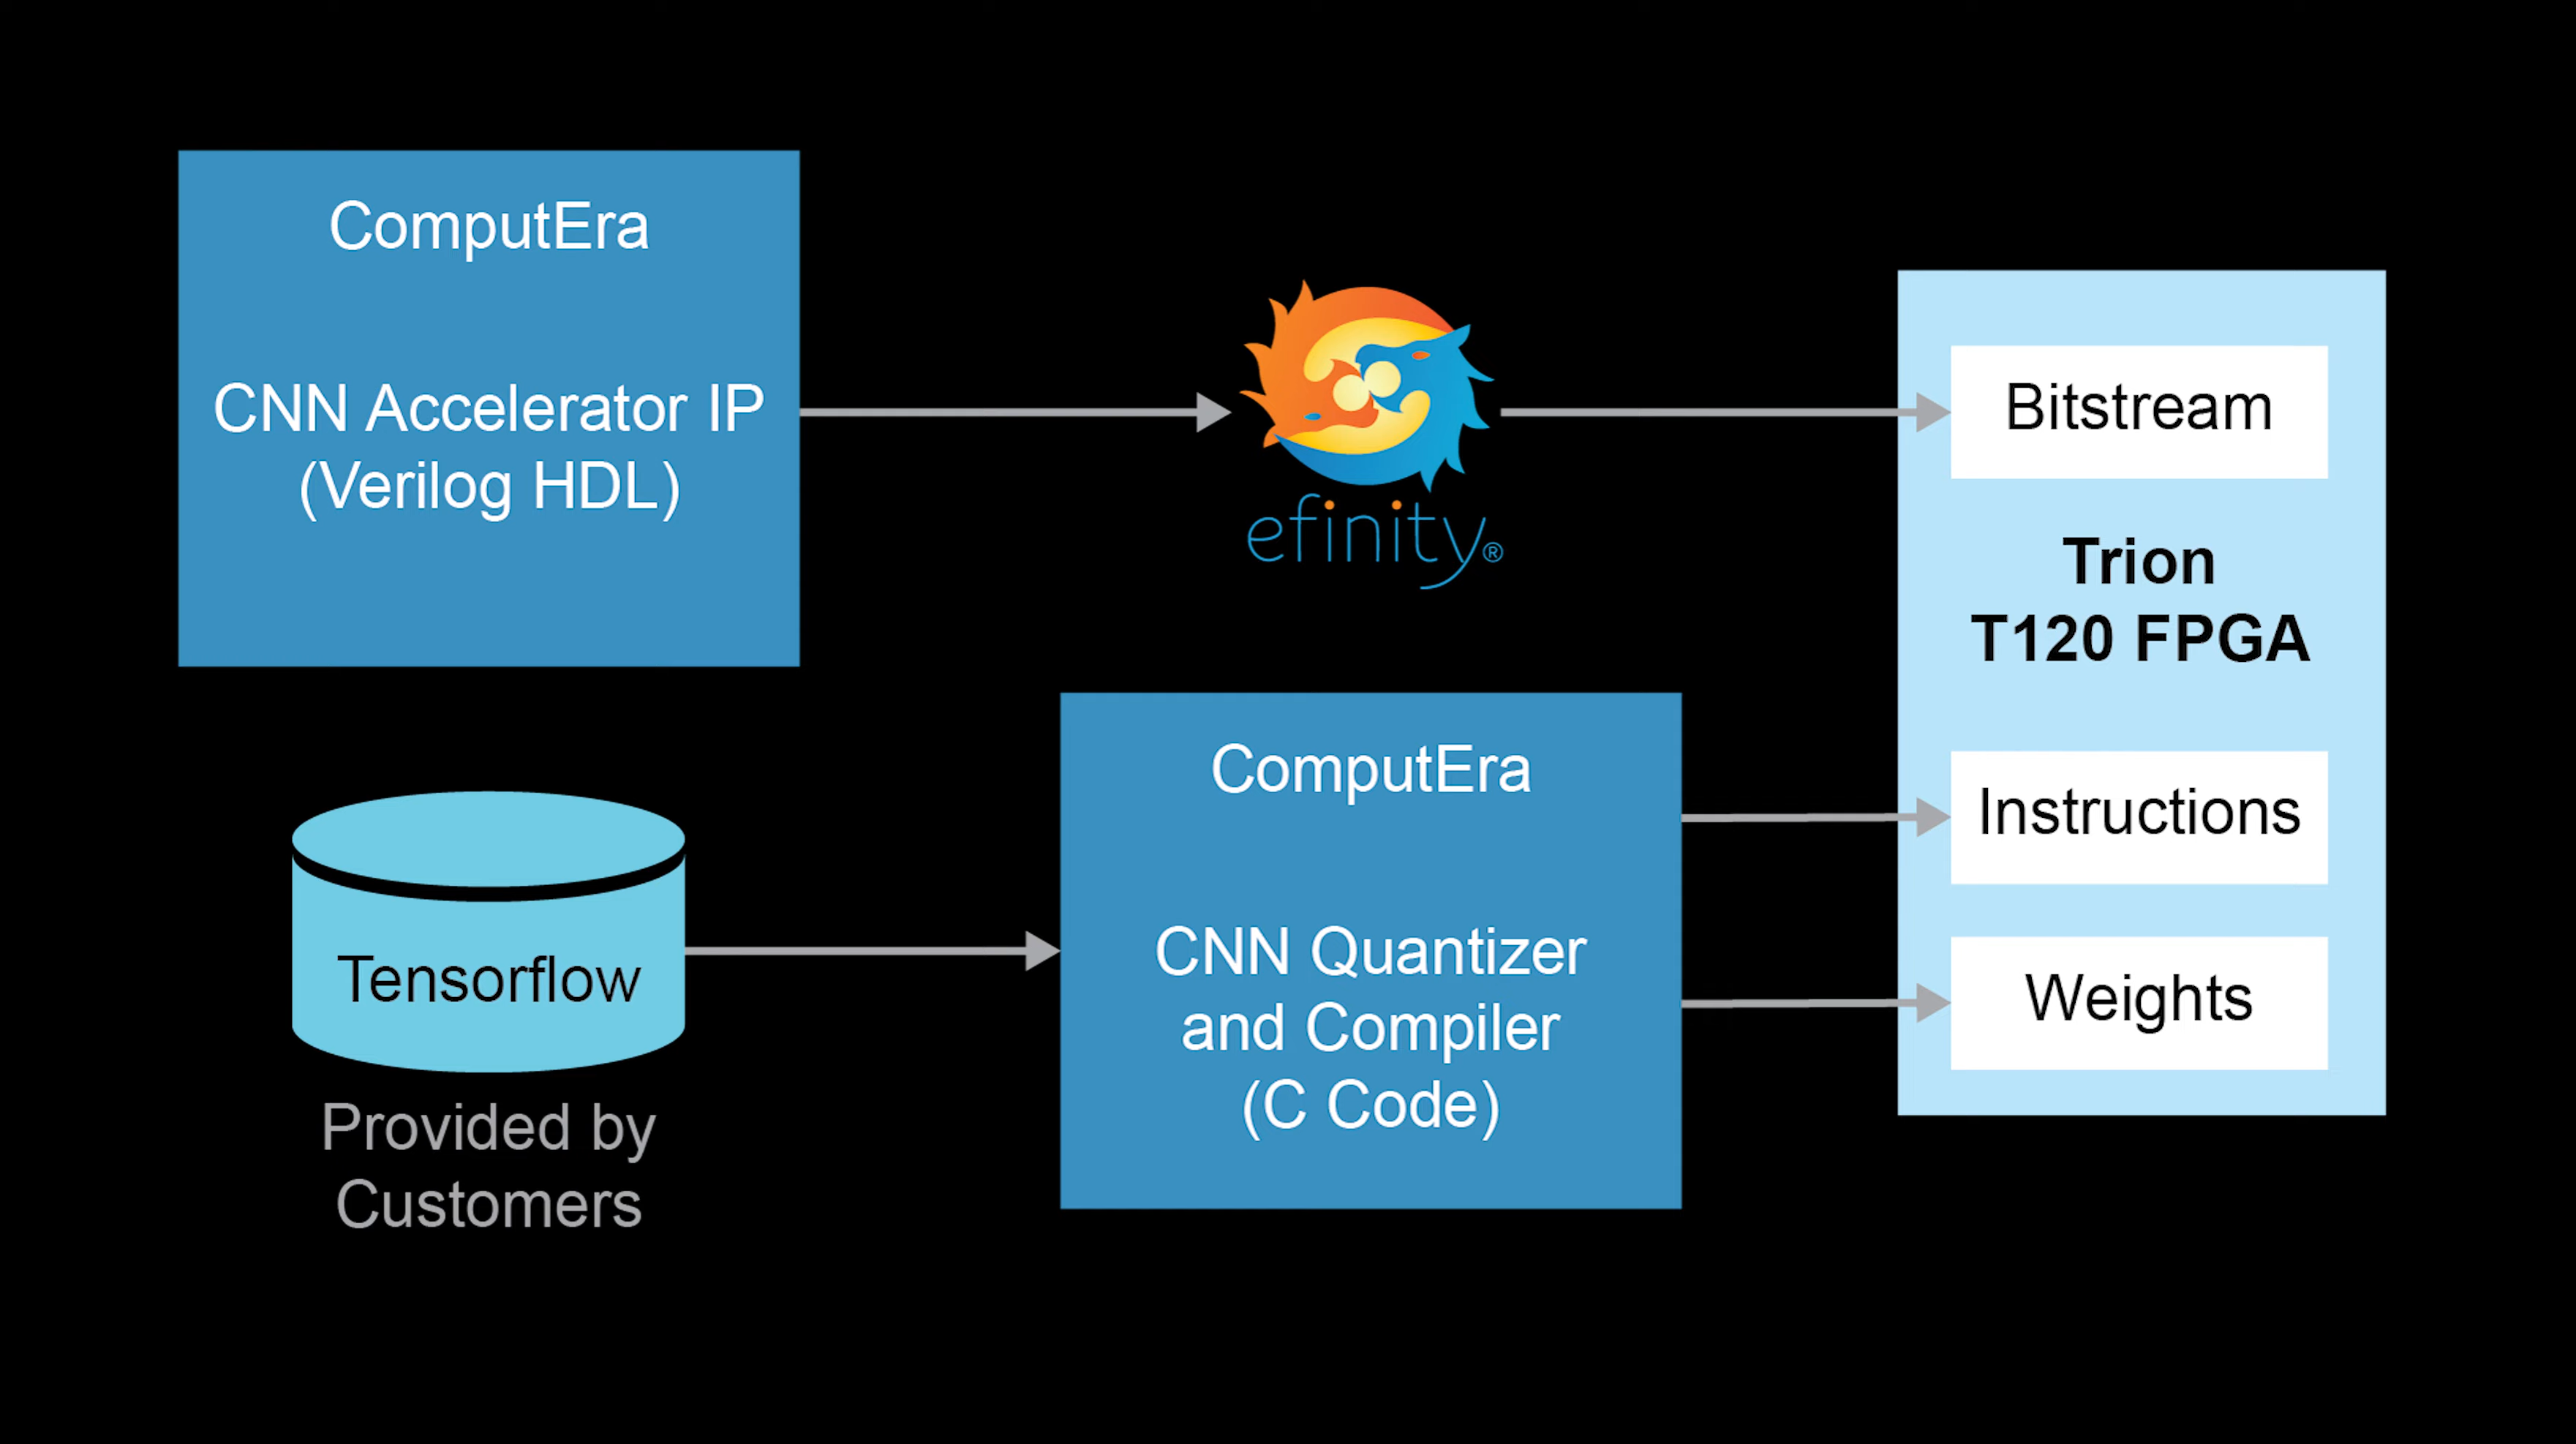 ComputEra
CNN Accelerator IP
(Verilog HDL)
efinity®
Bitstream
Trion
T120 FPGA
Instructions
Weights
Tensorflow
Provided by
Customers
ComputEra
CNN Quantizer
and Compiler
(C Code)